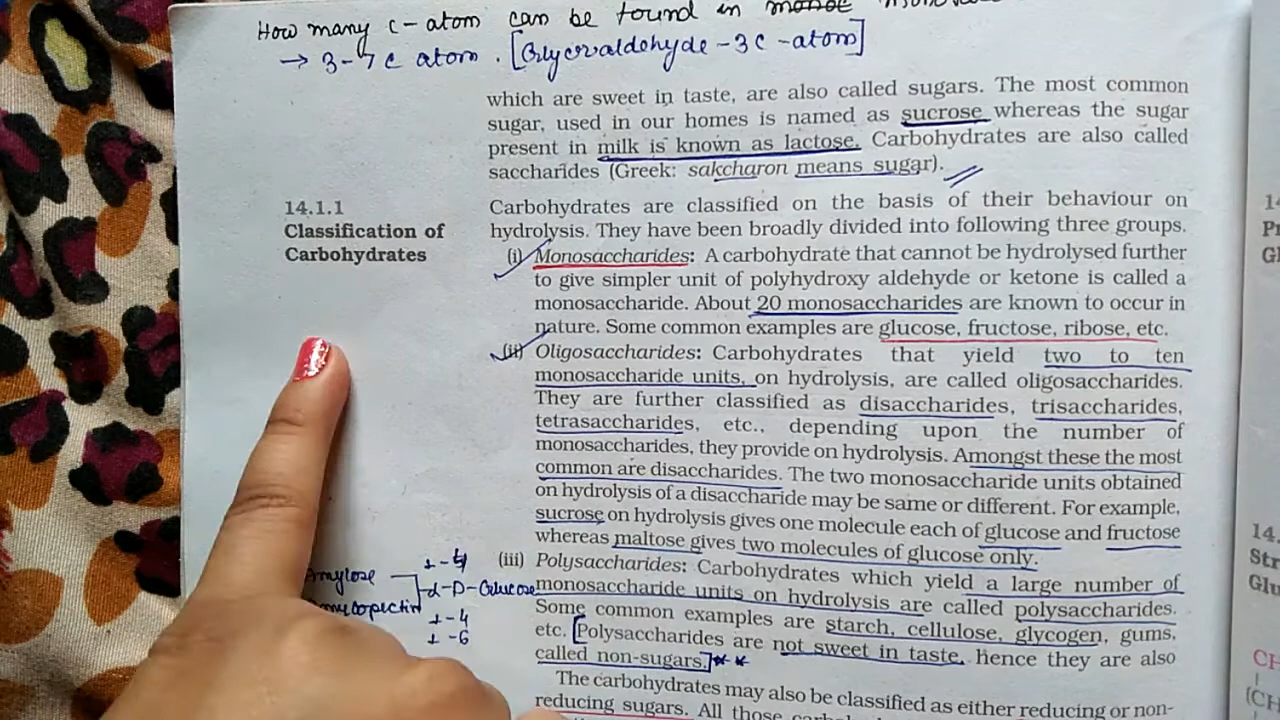 How many c-atom can be found in
→ 3-7 c atom. [Glyceraldehyde-3C-atom]
which are sweet in taste, are also called sugars. The most common
sugar, used in our homes is named as sucrose whereas the sugar
present in milk is known as lactose. Carbohydrates are also called
saccharides (Greek: sakcharon means sugar).
14.1.1
Classification of
Carbohydrates
Carbohydrates are classified on the basis of their behaviour on
hydrolysis. They have been broadly divided into following three groups.
(i) Monosaccharides: A carbohydrate that cannot be hydrolysed further
to give simpler unit of polyhydroxy aldehyde or ketone is called a
monosaccharide. About 20 monosaccharides are known to occur in
nature. Some common examples are glucose, fructose, ribose, etc.
(ii) Oligosaccharides: Carbohydrates that yield two to ten
monosaccharide units, on hydrolysis, are called oligosaccharides.
They are further classified as disaccharides, trisaccharides,
tetrasaccharides, etc., depending upon the number of
monosaccharides, they provide on hydrolysis. Amongst these the most
common are disaccharides. The two monosaccharide units obtained
on hydrolysis of a disaccharide may be same or different. For example,
sucrose on hydrolysis gives one molecule each of glucose and fructose
whereas maltose gives two molecules of glucose only.
(iii) Polysaccharides: Carbohydrates which yield a large number of
monosaccharide units on hydrolysis are called polysaccharides.
Some common examples are starch, cellulose, glycogen, gums,
etc. [Polysaccharides are not sweet in taste, hence they are also
called non-sugars.]**
Amylose
α-D-Glucose
1-4
1-6
The carbohydrates may also be classified as either reducing or non-
reducing sugars. All those
14.
Str
Glu
CH
(CH